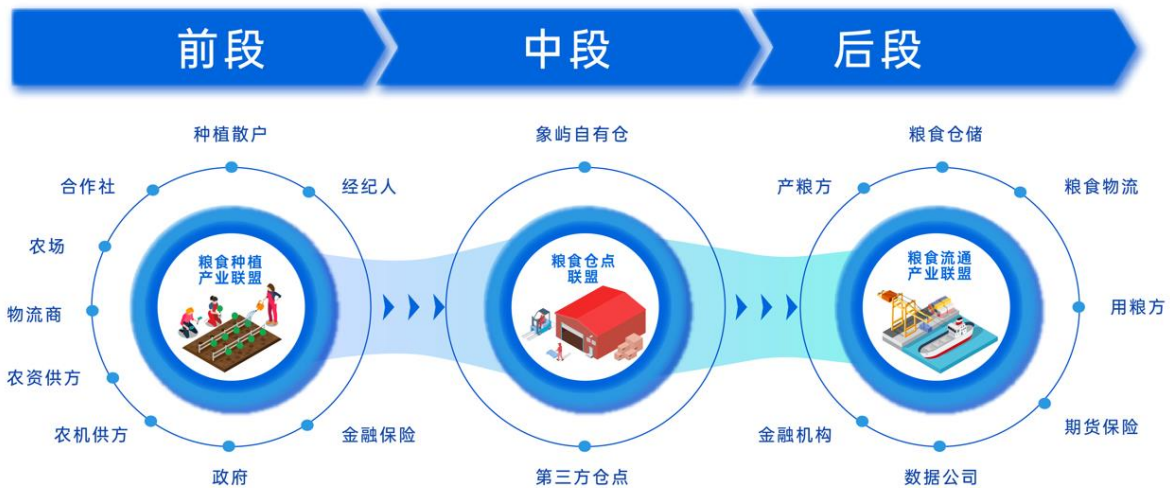 前段
中段
后段
种植散户
合作社
经纪人
农场
粮食种植
产业联盟
物流商
农资供方
农机供方
金融保险
政府
象屿自有仓
粮食仓点
联盟
第三方仓点
粮食仓储
产粮方
粮食物流
粮食流通
产业联盟
用粮方
金融机构
期货保险
数据公司